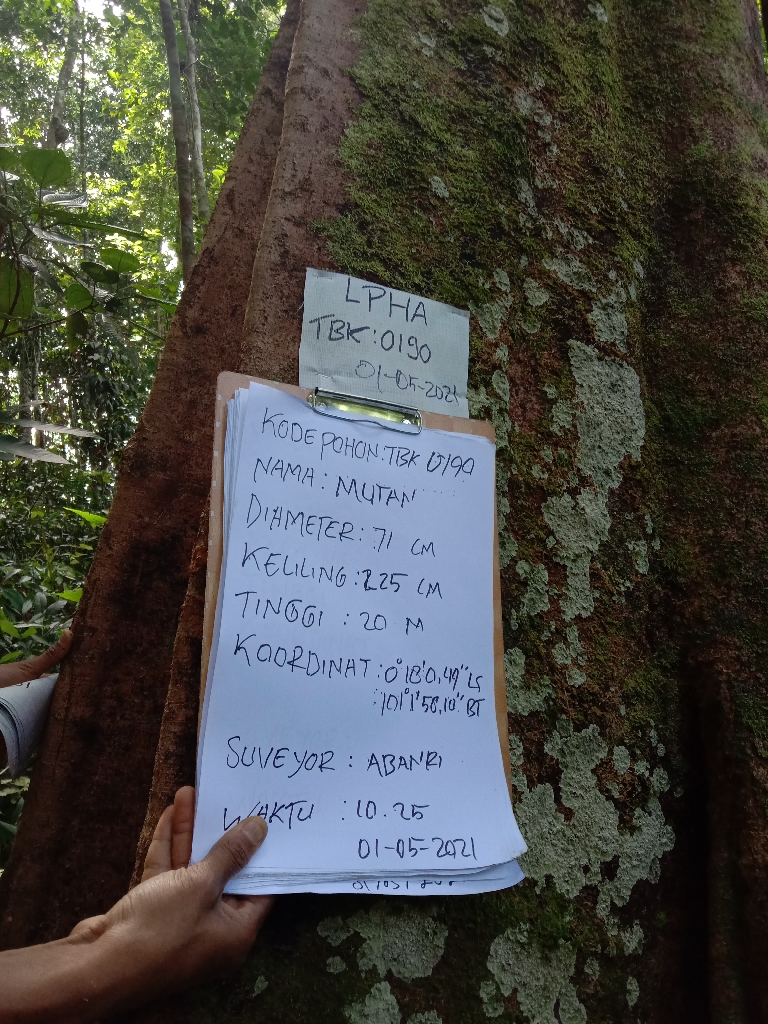 LPHA
TBK:0190
01-05-2021
KODE POHON:TBK 0190
NAMA : MUTAN
DIAMETER: 71 CM
KELILING: 225 CM
TINGGI : 20 M
KOORDINAT : 0°18'0,49" LS
: 101°1'58,10" BT
SUVEYOR : ABANRI
WAKTU : 10.25
01-05-2021